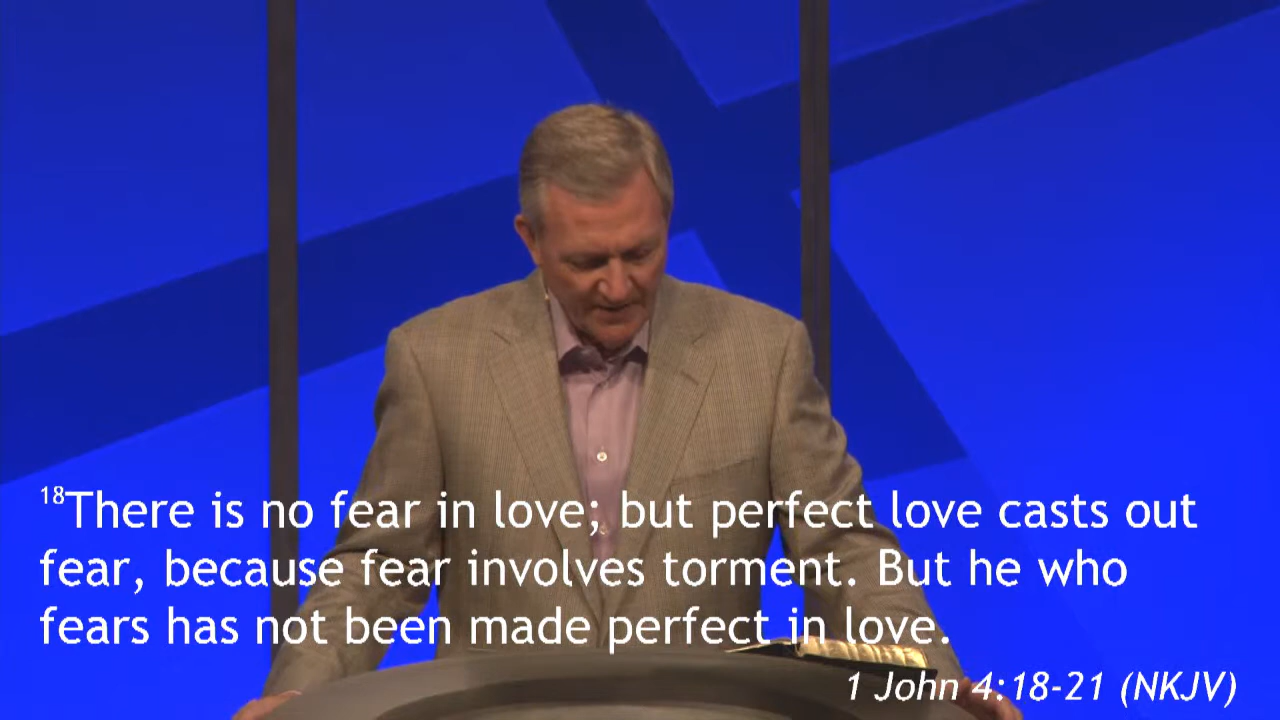 ¹⁸There is no fear in love; but perfect love casts out
fear, because fear involves torment. But he who
fears has not been made perfect in love.
1 John 4:18-21 (NKJV)